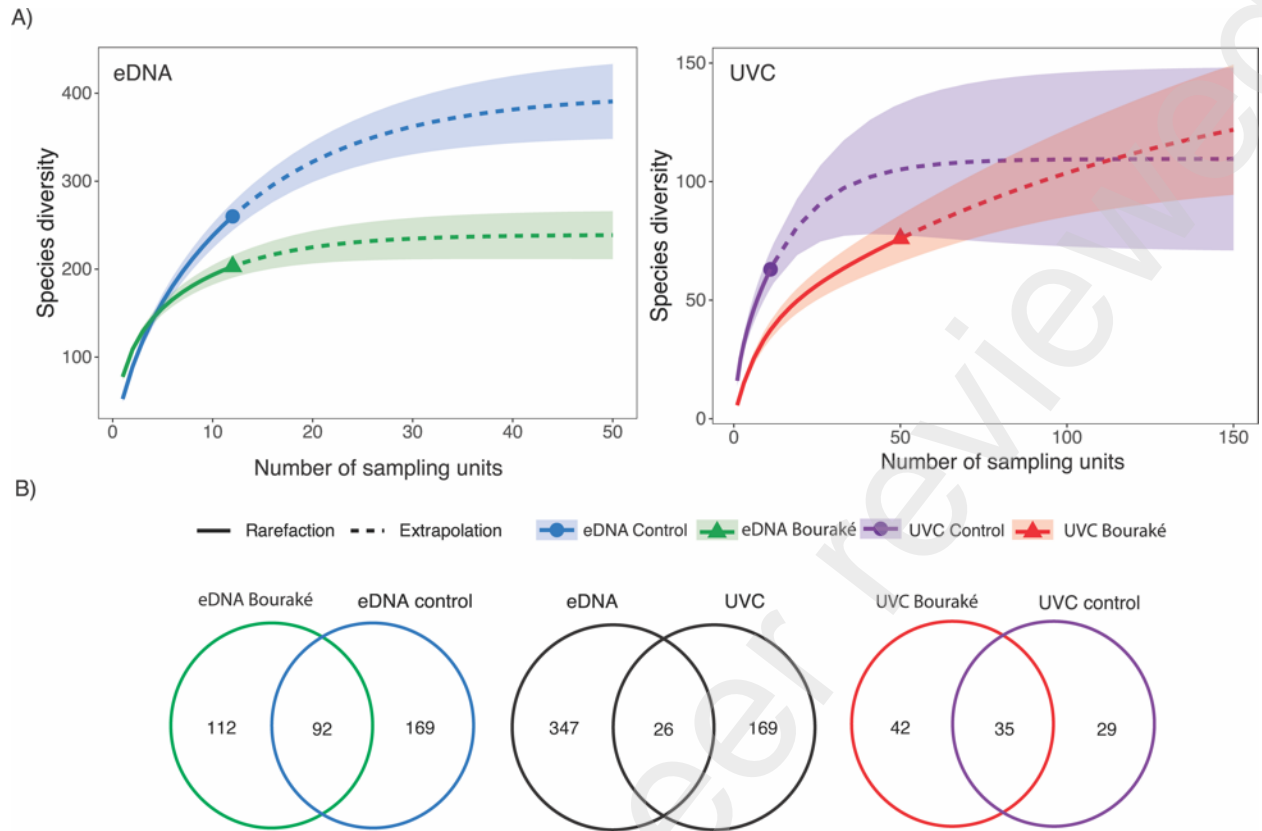 A)
eDNA
UVC
400
300
200
100
150
100
50
0
Species diversity
Species diversity
0 10 20 30 40 50
0 50 100 150
Number of sampling units
Number of sampling units
B)
Rarefaction Extrapolation eDNA Control eDNA Bouraké UVC Control UVC Bouraké
eDNA Bouraké eDNA control eDNA UVC UVC Bouraké UVC control
112 92 169 347 26 169 42 35 29
eer reviewed